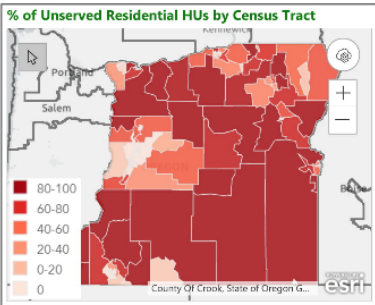 % of Unserved Residential HUs by Census Tract
Kennewick
Portland
Salem
OREGON
Boise
80-100
60-80
40-60
20-40
0-20
0
County Of Crook, State of Oregon G...
esri